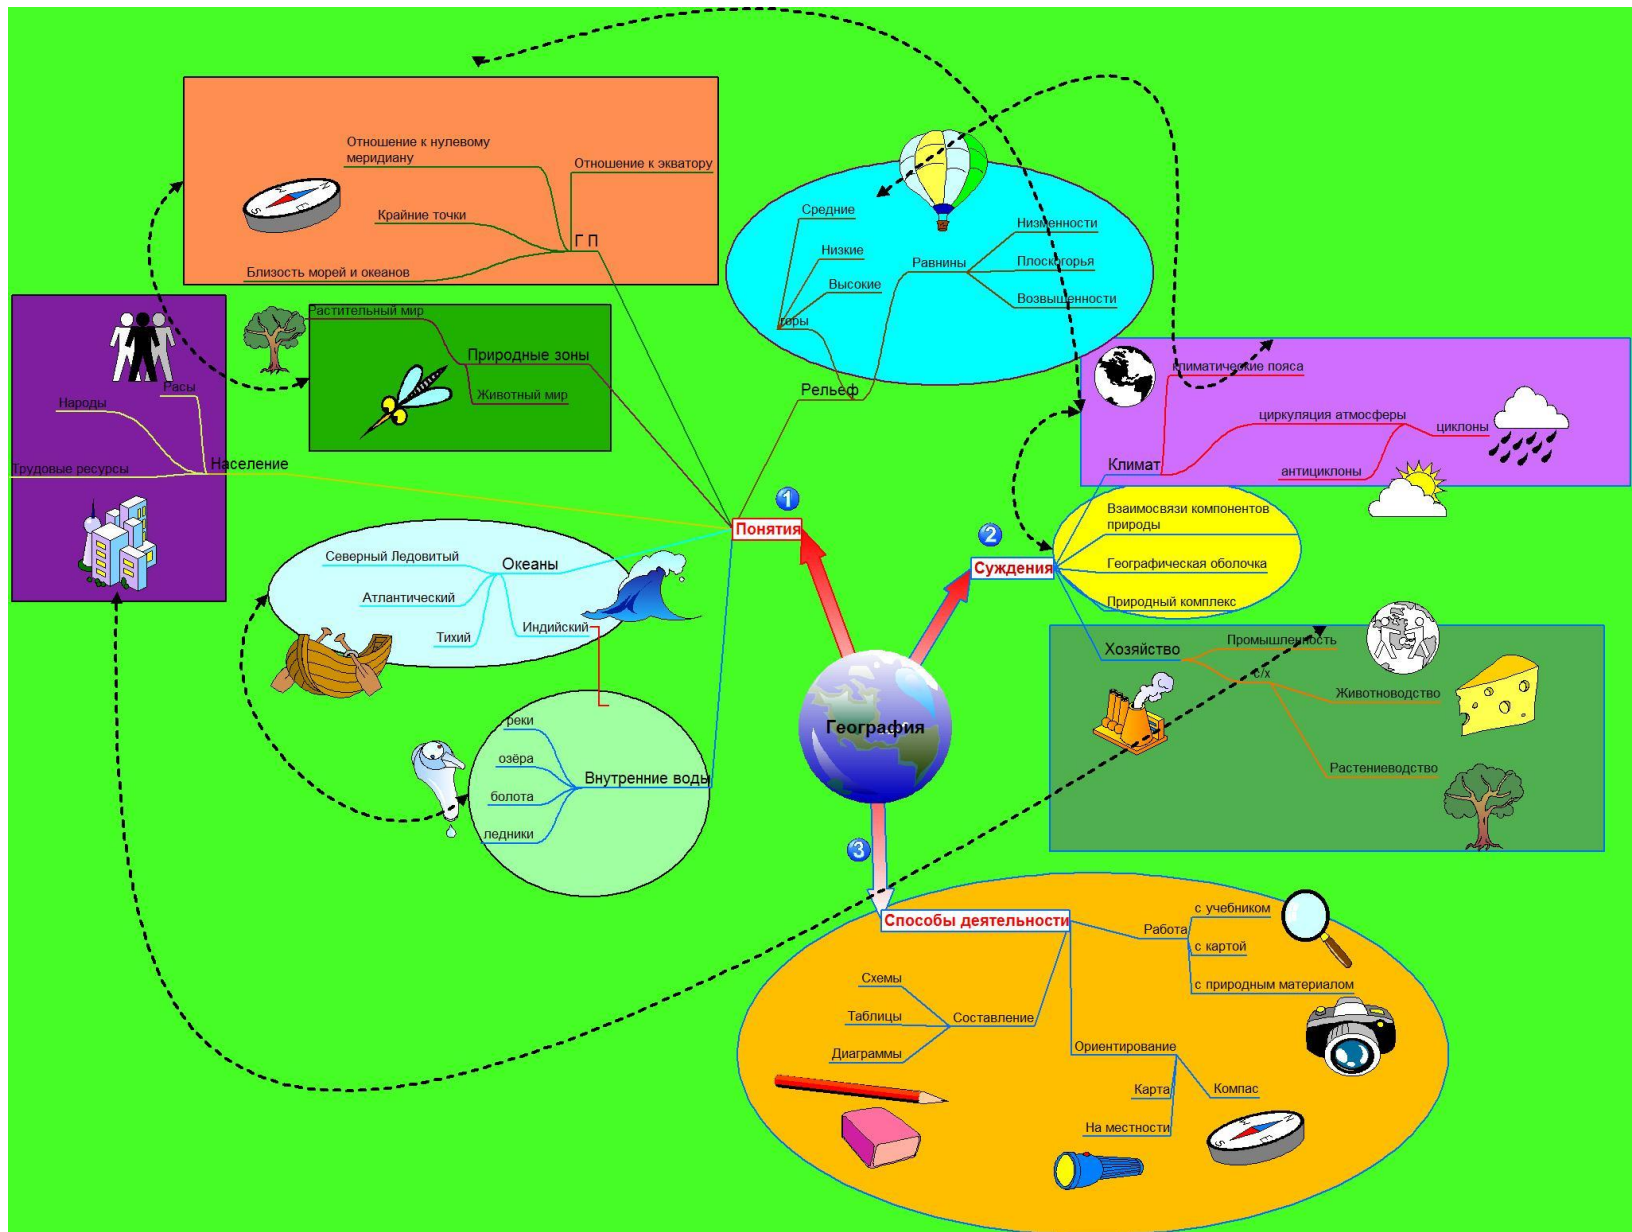 Отношение к нулевому
меридиану
Отношение к экватору
Крайние точки
Г П
Близость морей и океанов
Растительный мир
Природные зоны
Животный мир
Расы
Народы
Трудовые ресурсы
Население
Средние
Низкие
Высокие
горы
Равнины
Низменности
Плоскогорья
Возвышенности
Рельеф
1
Понятия
Северный Ледовитый
Океаны
Атлантический
Тихий
Индийский
реки
озёра
болота
ледники
Внутренние воды
География
2
Суждения
климатические пояса
циркуляция атмосферы
циклоны
антициклоны
Климат
Взаимосвязи компонентов
природы
Географическая оболочка
Природный комплекс
Хозяйство
Промышленность
с/х
Животноводство
Растениеводство
3
Способы деятельности
Работа
с учебником
с картой
с природным материалом
Схемы
Таблицы
Диаграммы
Составление
Ориентирование
Карта
Компас
На местности